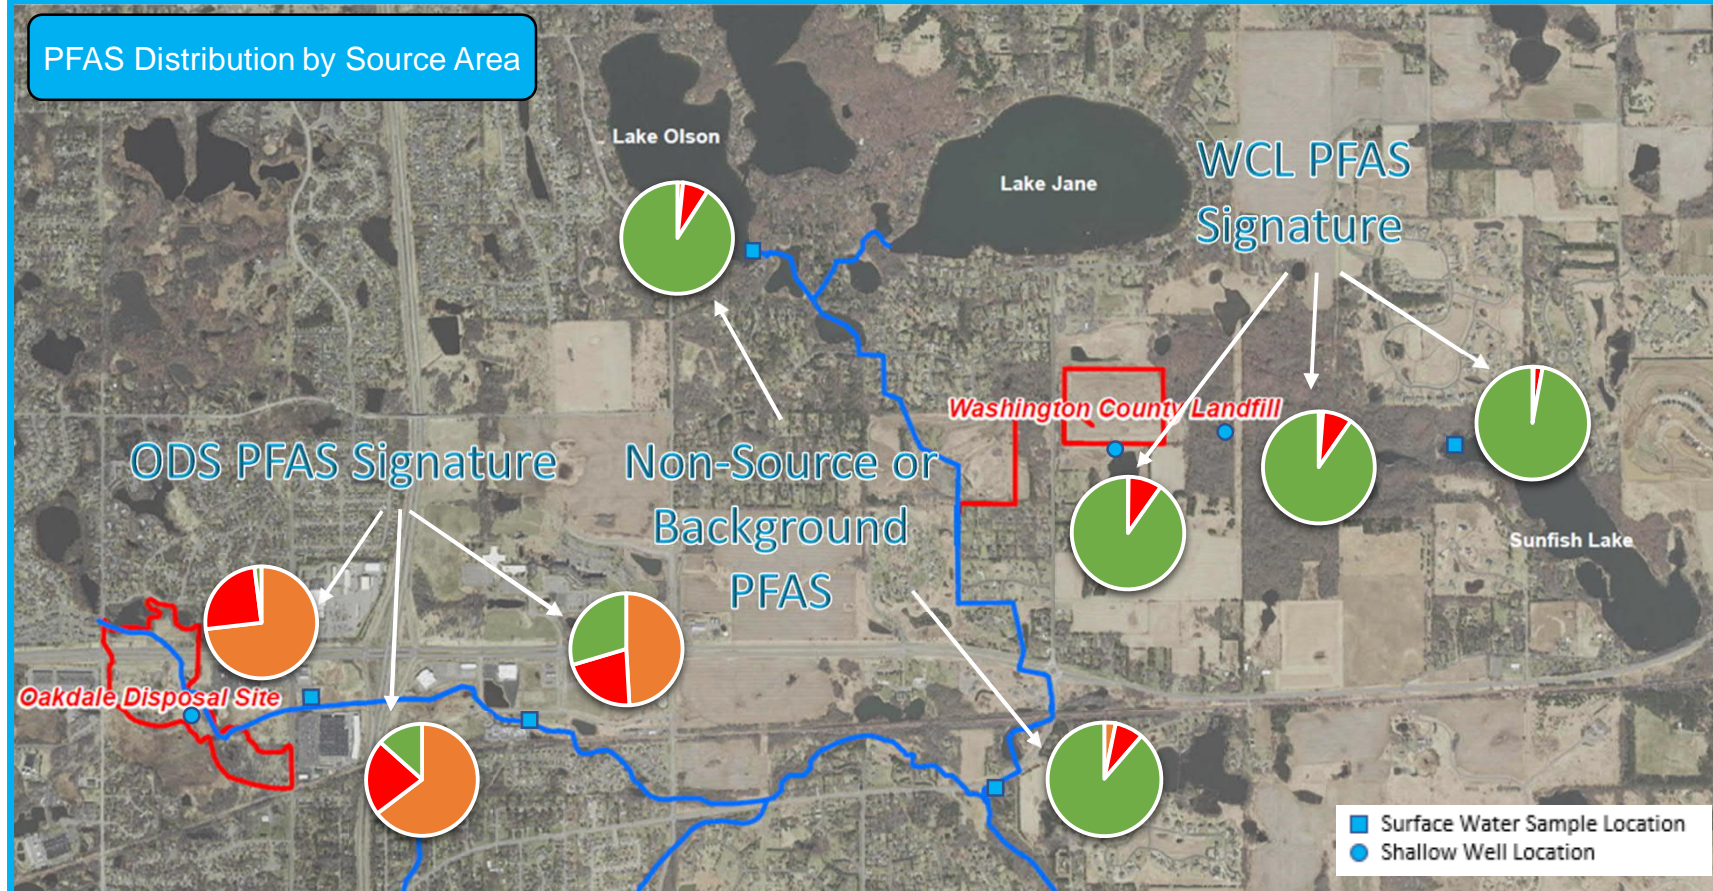 PFAS Distribution by Source Area
Lake Olson
Lake Jane
WCL PFAS
Signature
Washington County Landfill
ODS PFAS Signature
Non-Source or
Background
PFAS
Sunfish Lake
Oakdale Disposal Site
Surface Water Sample Location
Shallow Well Location